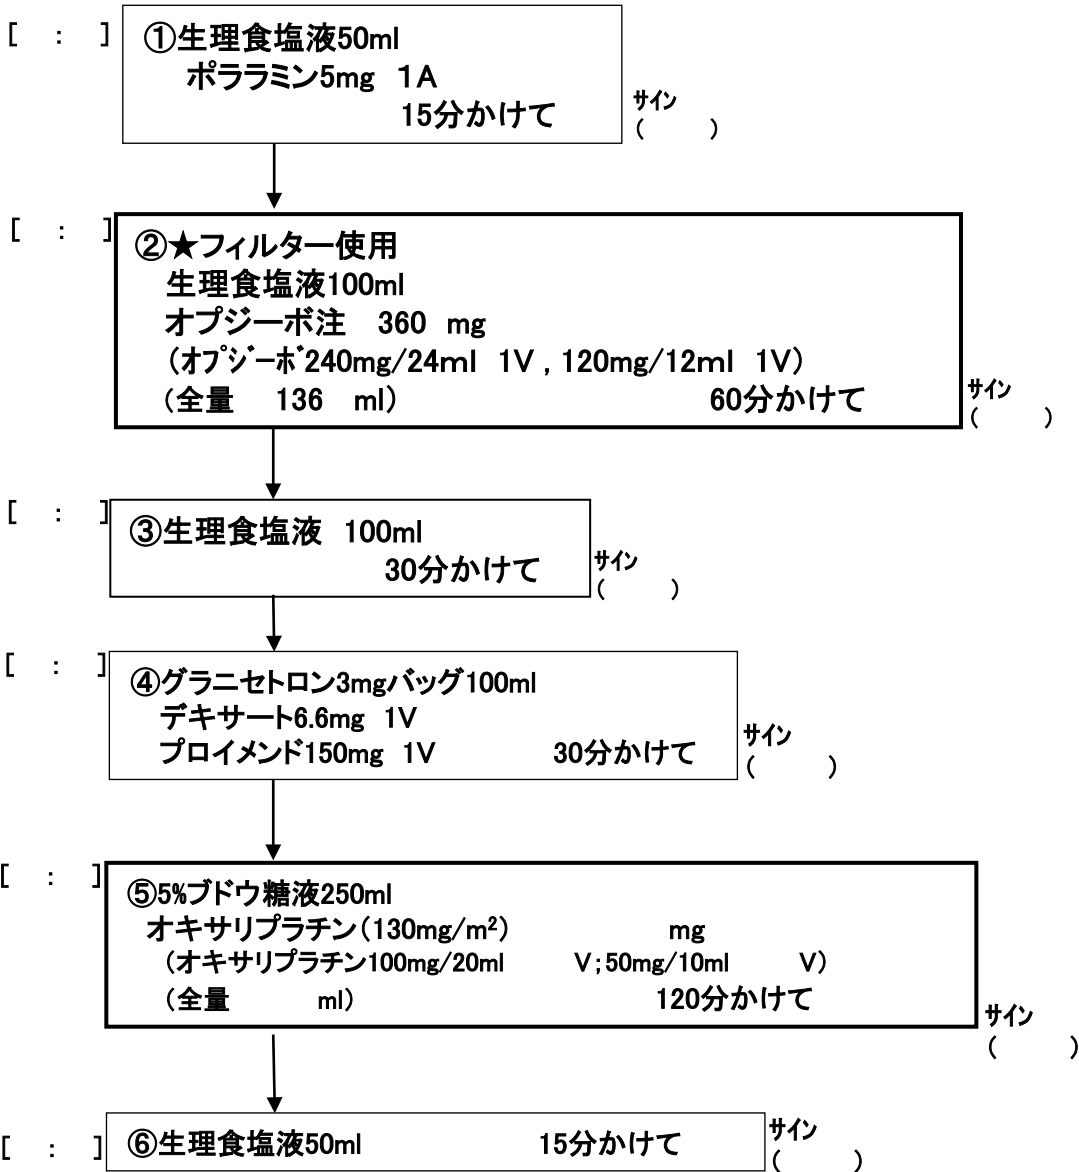 [　:　]
①生理食塩液50ml
ポララミン5mg　1A
15分かけて
サイン
(　　)
[　:　]
②★フィルター使用
生理食塩液100ml
オプジーボ注　360　mg
（ｵﾌﾟｼﾞｰﾎﾞ240mg/24ml　1V , 120mg/12ml　1V）
（全量　136　ml）　60分かけて
サイン
(　　)
[　:　]
③生理食塩液　100ml
30分かけて
サイン
(　　)
[　:　]
④グラニセトロン3mgバッグ100ml
デキサート6.6mg　1V
プロイメンド150mg　1V　30分かけて
サイン
(　　)
[　:　]
⑤5%ブドウ糖液250ml
オキサリプラチン（130mg/m²）　mg
（オキサリプラチン100mg/20ml　V;50mg/10ml　V）
（全量　ml）　120分かけて
サイン
(　　)
[　:　]
⑥生理食塩液50ml　15分かけて
サイン
(　　)